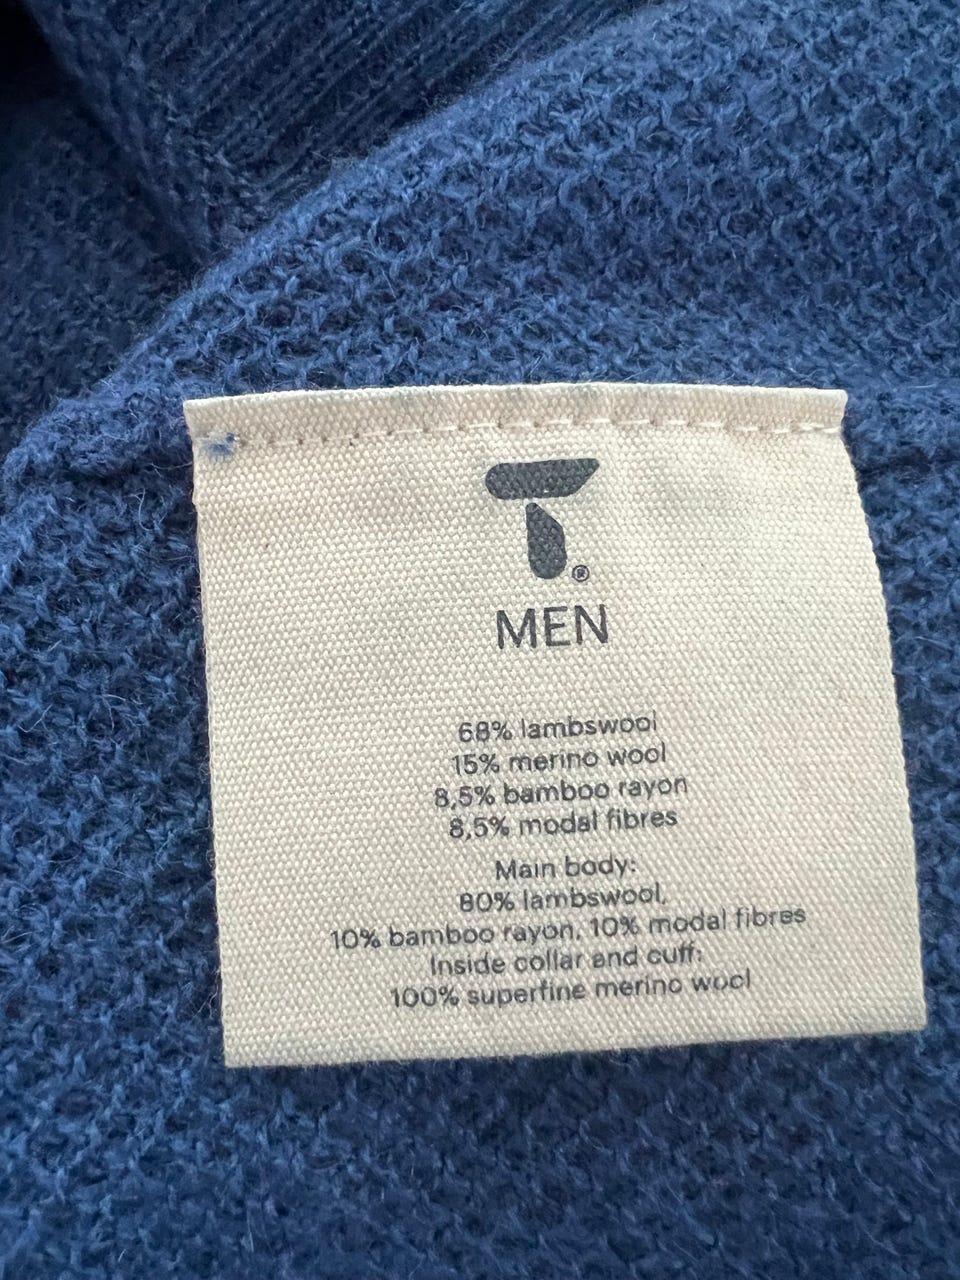 T®
MEN
68% lambswool
15% merino wool
8,5% bamboo rayon
8,5% modal fibres
Main body:
80% lambswool,
10% bamboo rayon, 10% modal fibres
Inside collar and cuff:
100% superfine merino wool